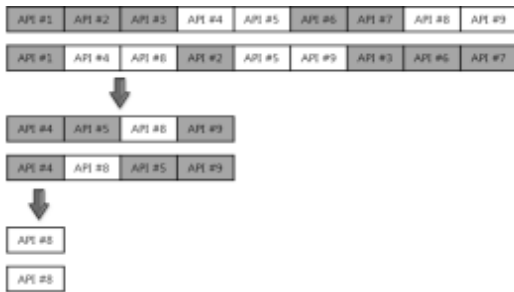 API #1 API #2 API #3 API #4 API #5 API #6 API #7 API #8 API #9
API #1 API #4 API #8 API #2 API #5 API #9 API #3 API #6 API #7
API #4 API #5 API #8 API #9
API #4 API #8 API #5 API #9
API #8
API #8